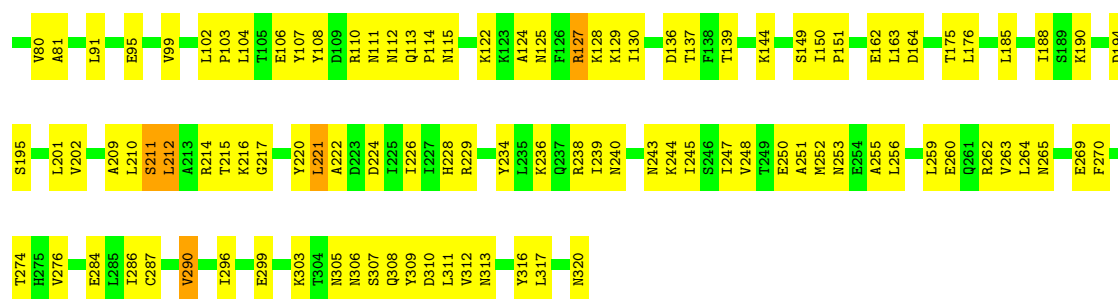 V80 A81 L91 E95 V99 L102 P103 L104 T105 E106 Y107 Y108 D109 R110 N111 N112 Q113 P114 N115 K122 K123 A124 N125 F126 R127 K128 K129 I130 D136 T137 F138 T139 K144 S149 I150 P151 E162 L163 D164 T175 L176 L185 I188 S189 K190 D194
S195 L201 V202 A209 L210 S211 L212 A213 R214 T215 K216 G217 Y220 L221 A222 D223 D224 I225 I226 I227 H228 R229 Y234 L235 K236 Q237 R238 I239 N240 N243 K244 I245 S246 I247 V248 T249 E250 A251 M252 N253 E254 A255 L256 L259 E260 Q261 R262 V263 L264 N265 E269 F270
T274 H275 V276 E284 L285 I286 C287 V290 I296 E299 K303 T304 N305 N306 S307 Q308 Y309 D310 L311 V312 N313 Y316 L317 N320